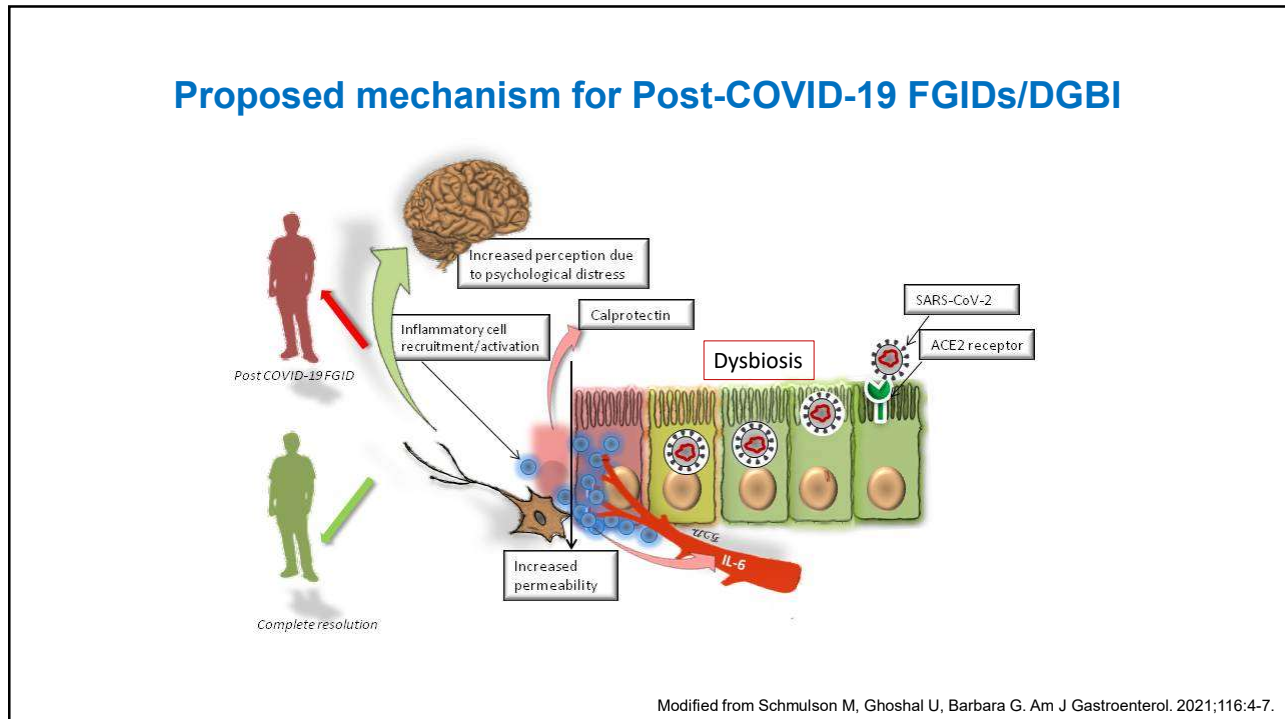 Proposed mechanism for Post-COVID-19 FGIDs/DGBI
Increased perception due
to psychological distress
SARS-CoV-2
Calprotectin
Inflammatory cell
recruitment/activation
ACE2 receptor
Dysbiosis
Post COVID-19 FGID
IL-6
Increased
permeability
Complete resolution
Modified from Schmulson M, Ghoshal U, Barbara G. Am J Gastroenterol. 2021;116:4-7.